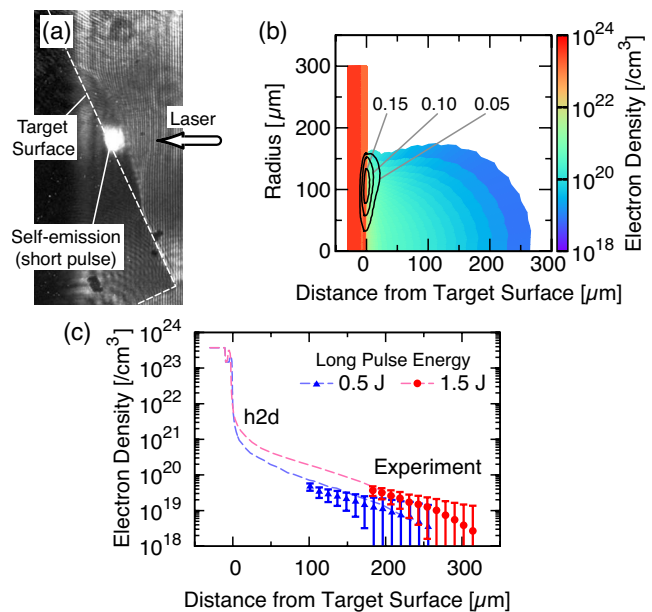 (a)
Target
Surface
Laser
Self-emission
(short pulse)
(b)
Radius [μm]
300
200
100
0
0.15
0.10
0.05
0 100 200 300
Distance from Target Surface [μm]
10^24
10^22
10^20
10^18
Electron Density [/cm^3]
(c)
Electron Density [/cm^3]
10^24
10^23
10^22
10^21
10^20
10^19
10^18
Long Pulse Energy
0.5 J 1.5 J
h2d
Experiment
0 100 200 300
Distance from Target Surface [μm]